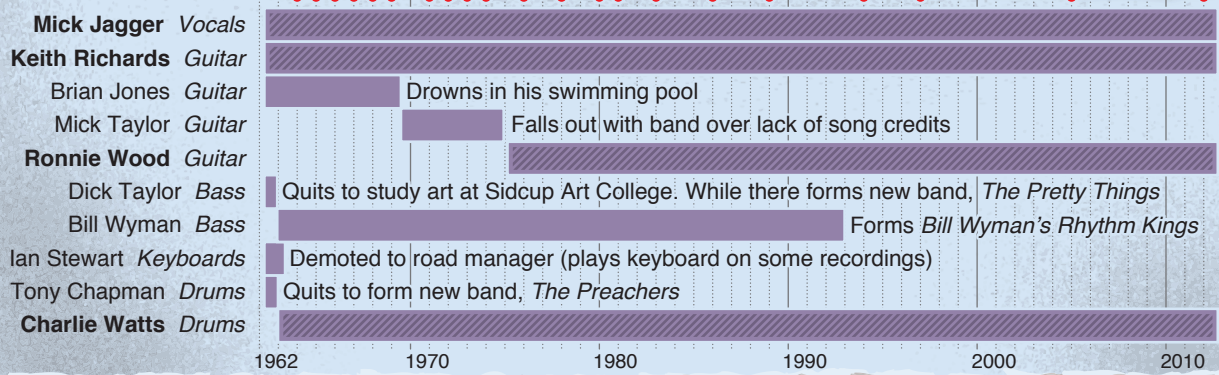 Mick Jagger Vocals
Keith Richards Guitar
Brian Jones Guitar Drowns in his swimming pool
Mick Taylor Guitar Falls out with band over lack of song credits
Ronnie Wood Guitar
Dick Taylor Bass Quits to study art at Sidcup Art College. While there forms new band, The Pretty Things
Bill Wyman Bass Forms Bill Wyman's Rhythm Kings
Ian Stewart Keyboards Demoted to road manager (plays keyboard on some recordings)
Tony Chapman Drums Quits to form new band, The Preachers
Charlie Watts Drums
1962 1970 1980 1990 2000 2010